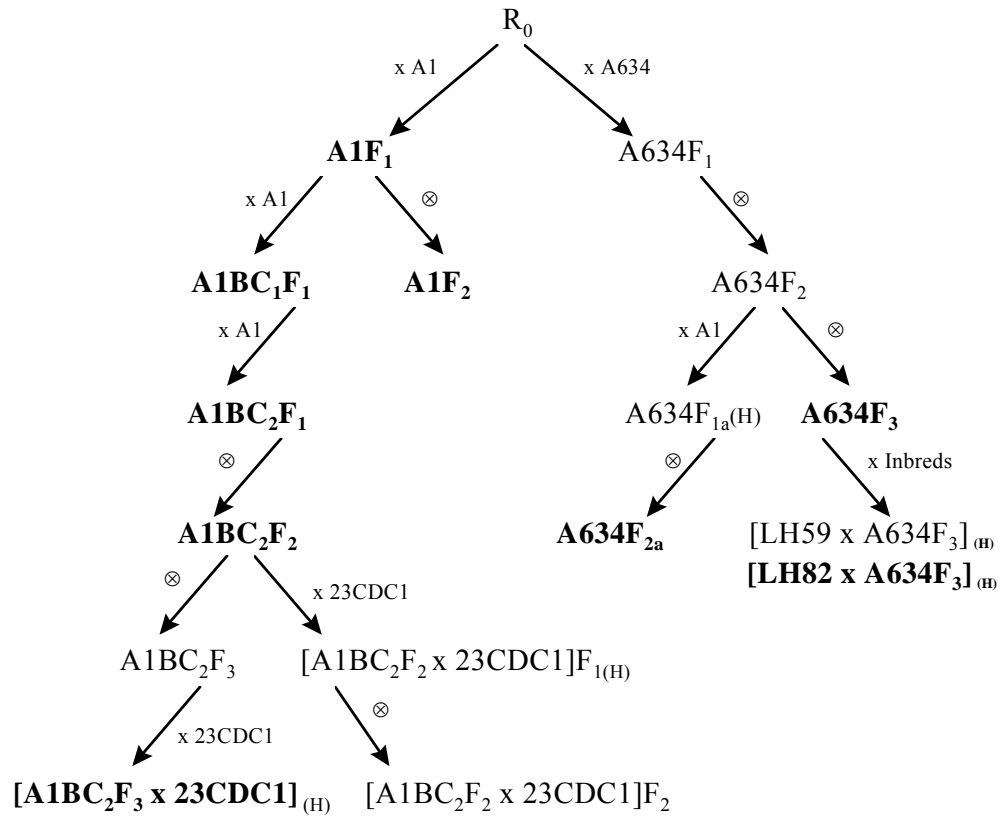 R₀
x A1
x A634
A1F₁
A634F₁
x A1
⊗
⊗
A1BC₁F₁
A1F₂
A634F₂
x A1
x A1
⊗
A1BC₂F₁
A634F₁ₐ(H)
A634F₃
⊗
⊗
x Inbreds
A1BC₂F₂
A634F₂ₐ
[LH59 x A634F₃] (H)
[LH82 x A634F₃] (H)
⊗
x 23CDC1
A1BC₂F₃
[A1BC₂F₂ x 23CDC1]F₁(H)
x 23CDC1
⊗
[A1BC₂F₃ x 23CDC1] (H)
[A1BC₂F₂ x 23CDC1]F₂